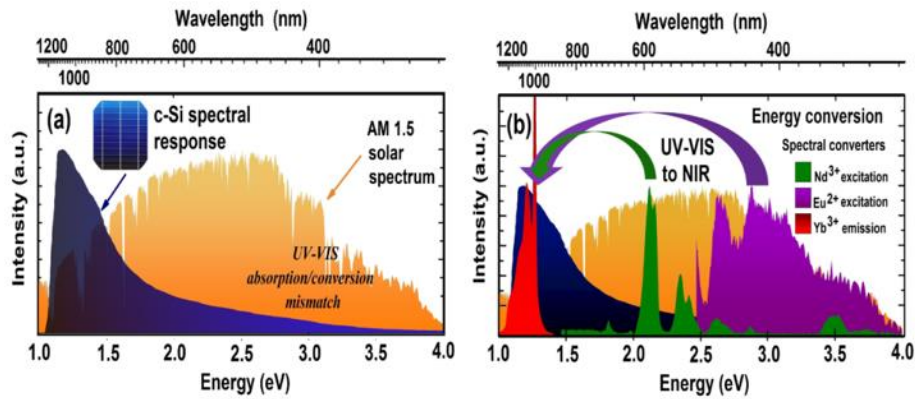 Wavelength (nm)
1200 800 600 400
1000
(a)
c-Si spectral
response
AM 1.5
solar
spectrum
UV-VIS
absorption/conversion
mismatch
Intensity (a.u.)
1.0 1.5 2.0 2.5 3.0 3.5 4.0
Energy (eV)
Wavelength (nm)
1200 800 600 400
1000
(b)
Energy conversion
UV-VIS
to NIR
Spectral converters
Nd3+ excitation
Eu2+ excitation
Yb3+ emission
Intensity (a.u.)
1.0 1.5 2.0 2.5 3.0 3.5 4.0
Energy (eV)